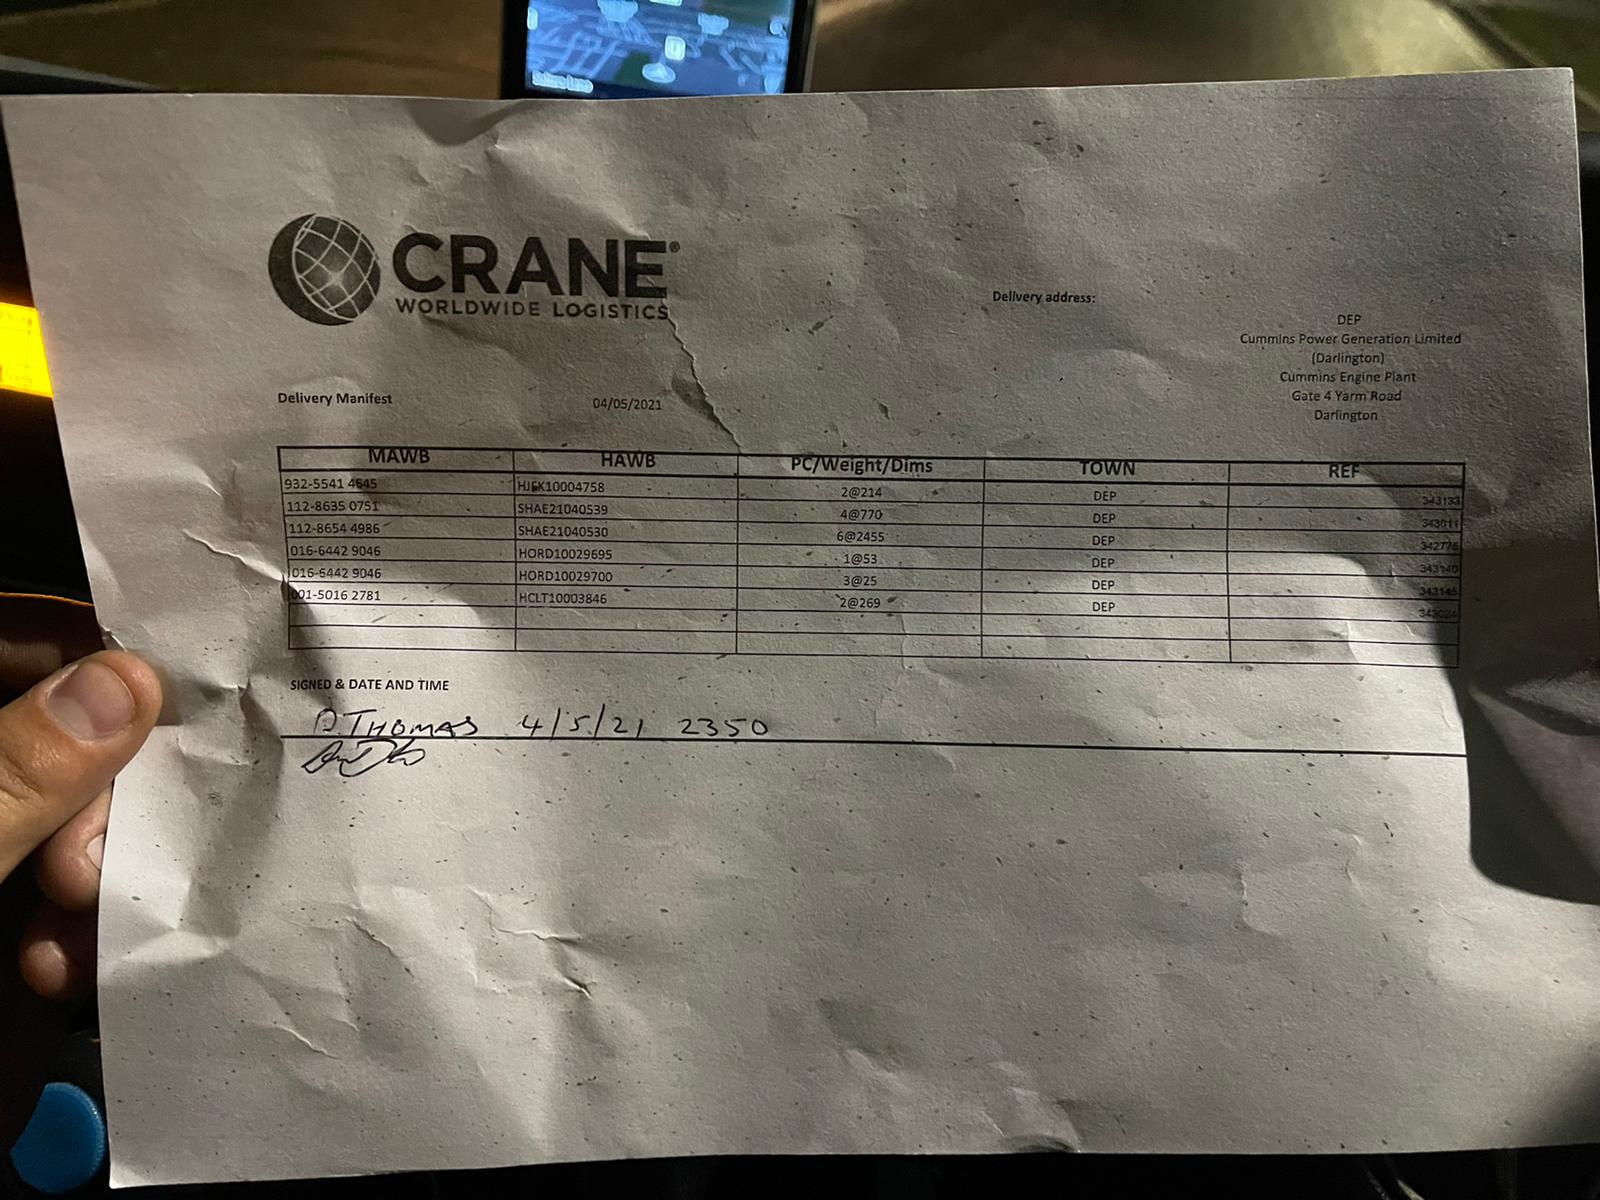 CRANE®
WORLDWIDE LOGISTICS
Delivery address:
DEP
Cummins Power Generation Limited
(Darlington)
Cummins Engine Plant
Gate 4 Yarm Road
Darlington
Delivery Manifest 04/05/2021
MAWB HAWB PC/Weight/Dims TOWN REF
932-5541 4645 HJFK10004758 2@214 DEP 343133
112-8635 0751 SHAE21040539 4@770 DEP 343011
112-8654 4986 SHAE21040530 6@2455 DEP 342776
016-6442 9046 HORD10029695 1@53 DEP 343140
016-6442 9046 HORD10029700 3@25 DEP 343145
001-5016 2781 HCLT10003846 2@269 DEP
SIGNED & DATE AND TIME
D.THOMAS 4/5/21 2350